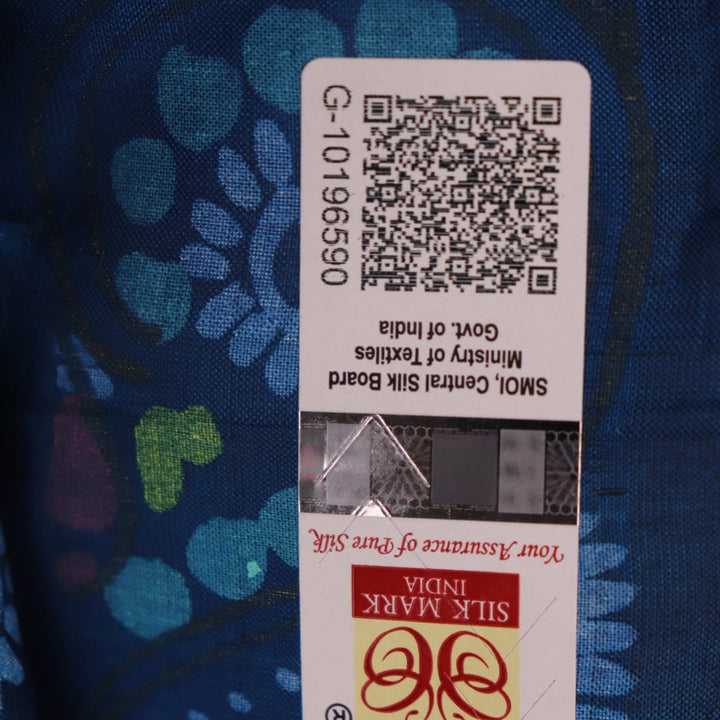 ®
SILK MARK
INDIA
Your Assurance of Pure Silk
SMOI, Central Silk Board
Ministry of Textiles
Govt. of India
G-10196590